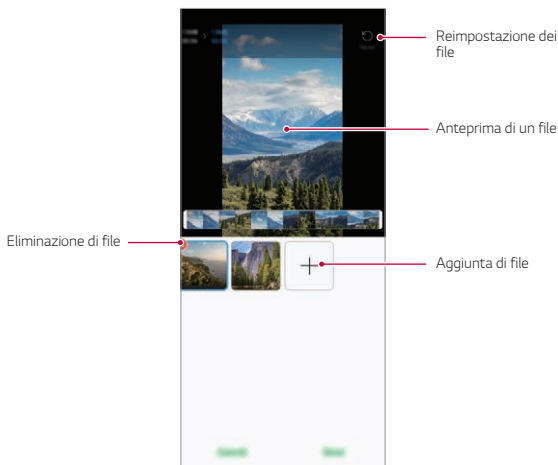 Reimpostazione dei
file
Anteprima di un file
Eliminazione di file
Aggiunta di file